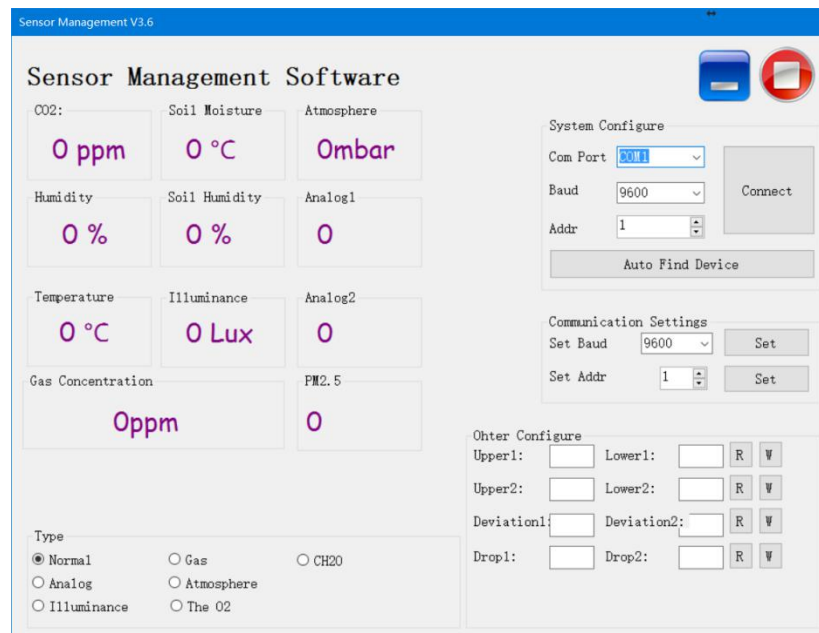 Sensor Management V3.6
Sensor Management Software
CO2:
Soil Moisture
Atmosphere
0 ppm
0 °C
0mbar
Humidity
Soil Humidity
Analog1
0 %
0 %
0
Temperature
Illuminance
Analog2
0 °C
0 Lux
0
Gas Concentration
PM2.5
0ppm
0
Type
Normal
Gas
CH20
Analog
Atmosphere
Illuminance
The O2
System Configure
Com Port
COM1
Baud
9600
Connect
Addr
1
Auto Find Device
Communication Settings
Set Baud
9600
Set
Set Addr
1
Set
Ohter Configure
Upper1:
Lower1:
R
W
Upper2:
Lower2:
R
W
Deviation1:
Deviation2:
R
W
Drop1:
Drop2:
R
W